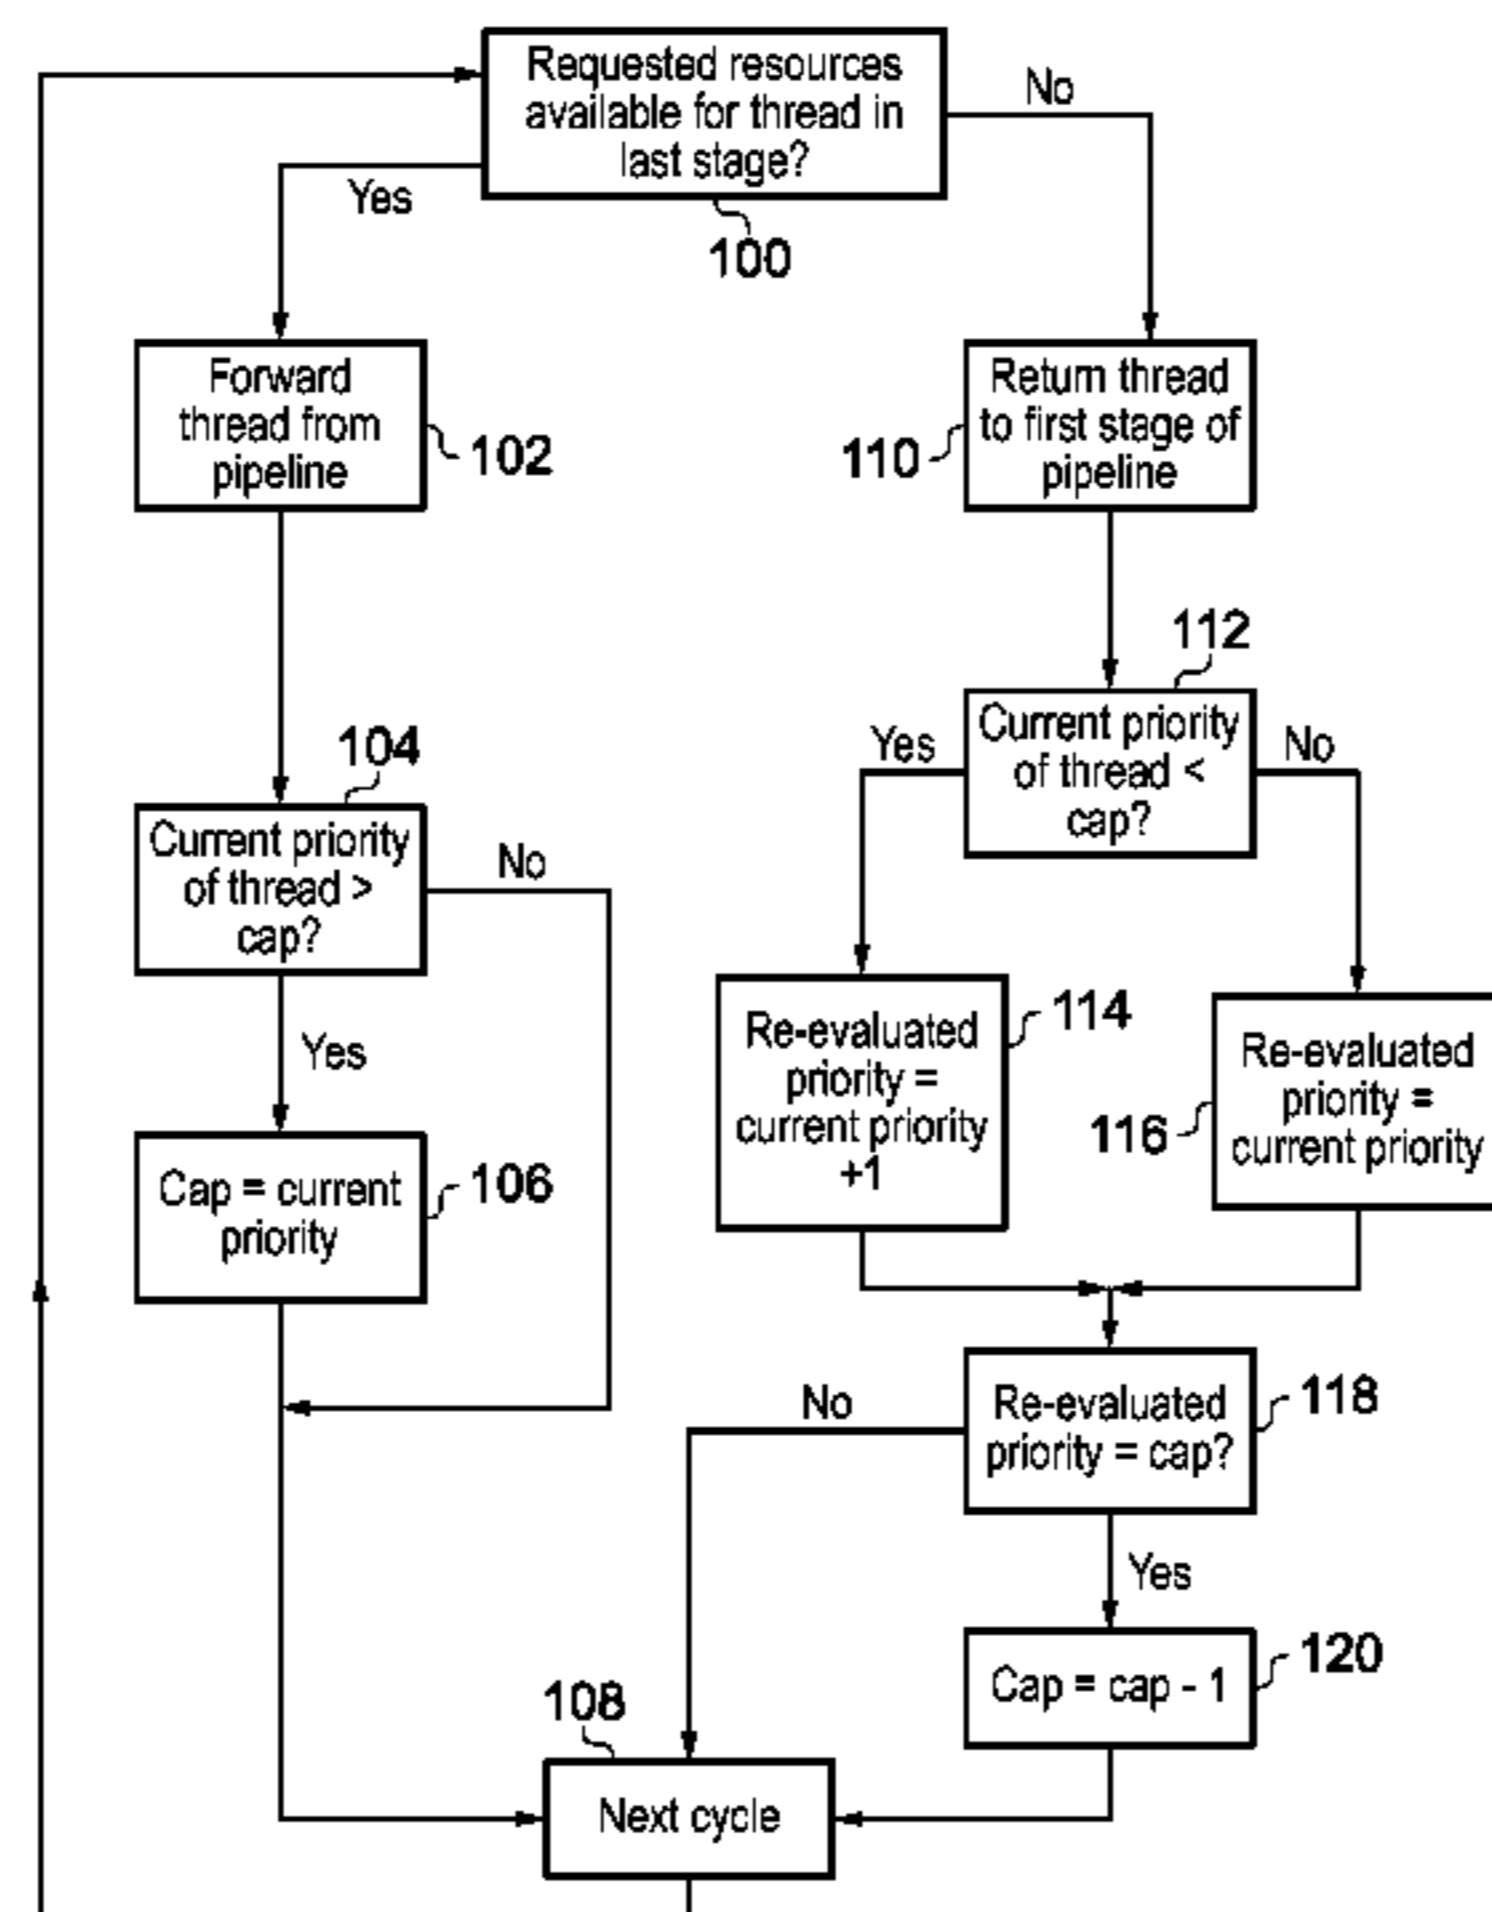 Requested resources
available for thread in
last stage?
No
Yes
100
Forward
thread from
pipeline
102
Return thread
to first stage of
pipeline
110
112
Current priority
of thread <
cap?
Yes
No
104
Current priority
of thread >
cap?
No
Yes
Re-evaluated
priority =
current priority
+1
114
Re-evaluated
priority =
current priority
116
Cap = current
priority
106
Re-evaluated
priority = cap?
118
No
Yes
Cap = cap - 1
120
108
Next cycle